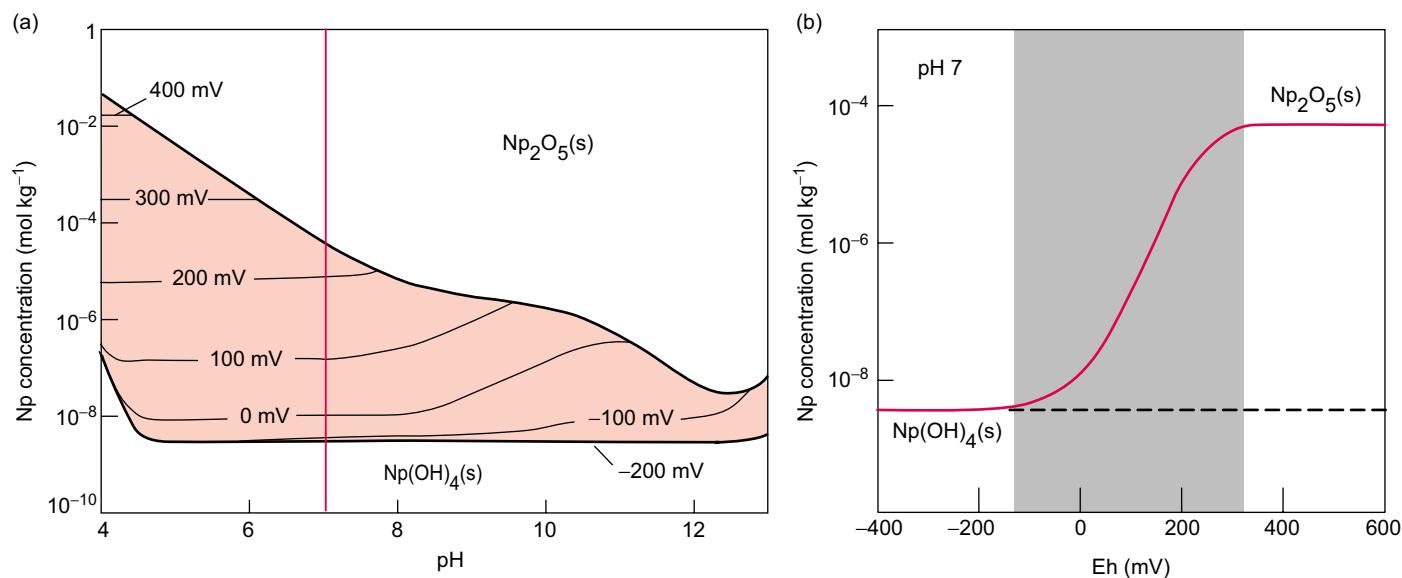 (a)
1
10⁻²
10⁻⁴
10⁻⁶
10⁻⁸
10⁻¹⁰
Np concentration (mol kg⁻¹)
400 mV
300 mV
200 mV
100 mV
0 mV
−100 mV
−200 mV
Np₂O₅(s)
Np(OH)₄(s)
4 6 8 10 12
pH
(b)
pH 7
10⁻⁴
10⁻⁶
10⁻⁸
Np concentration (mol kg⁻¹)
Np₂O₅(s)
Np(OH)₄(s)
−400 −200 0 200 400 600
Eh (mV)